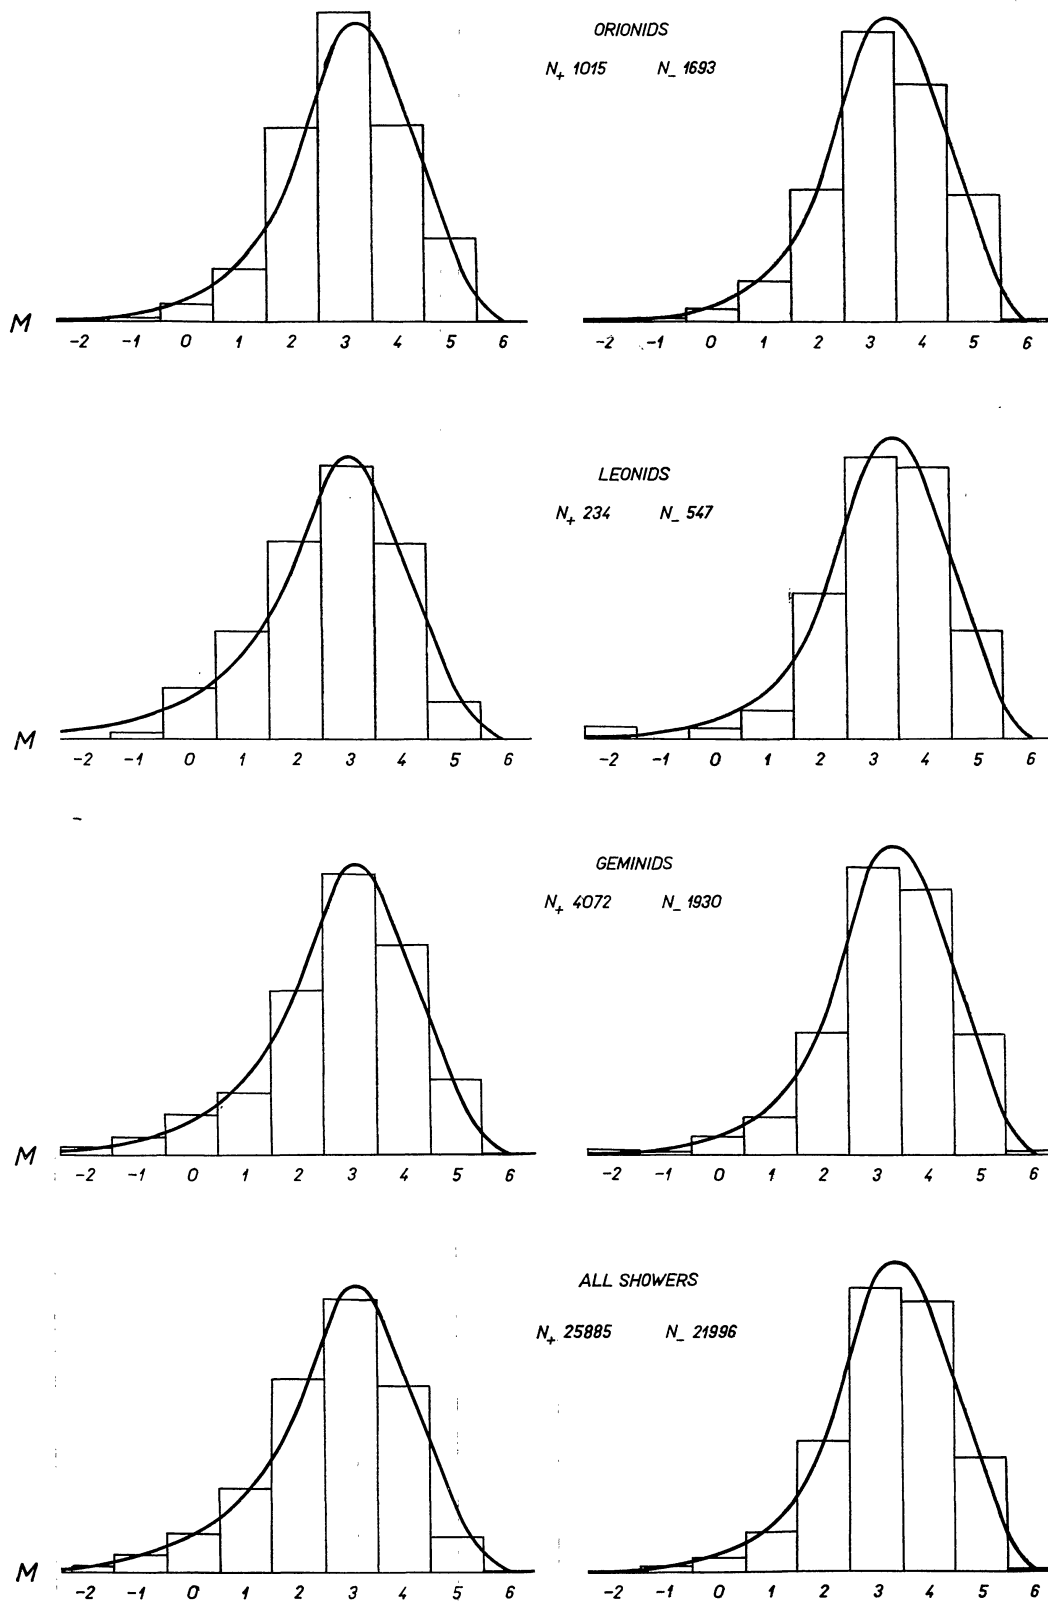 ORIONIDS
N+ 1015 N− 1693
M -2 -1 0 1 2 3 4 5 6 -2 -1 0 1 2 3 4 5 6
LEONIDS
N+ 234 N− 547
M -2 -1 0 1 2 3 4 5 6 -2 -1 0 1 2 3 4 5 6
GEMINIDS
N+ 4072 N− 1930
M -2 -1 0 1 2 3 4 5 6 -2 -1 0 1 2 3 4 5 6
ALL SHOWERS
N+ 25885 N− 21996
M -2 -1 0 1 2 3 4 5 6 -2 -1 0 1 2 3 4 5 6